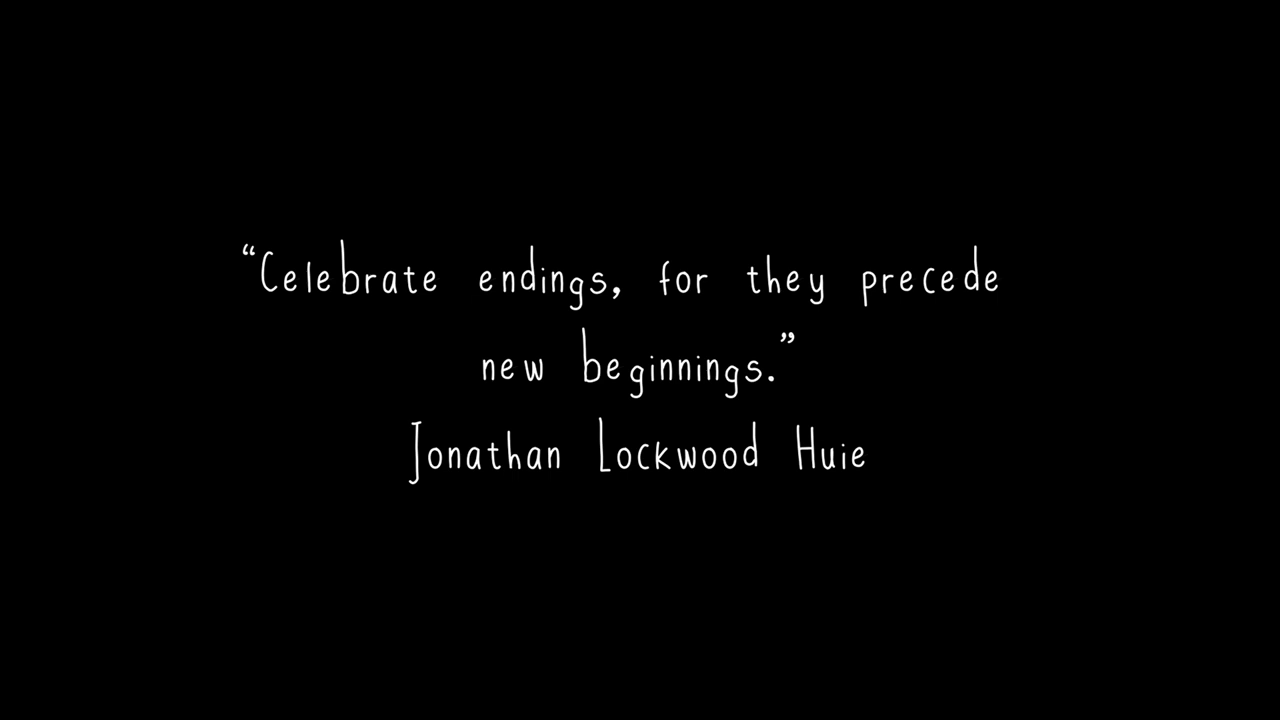 “Celebrate endings, for they precede
new beginnings.”
Jonathan Lockwood Huie